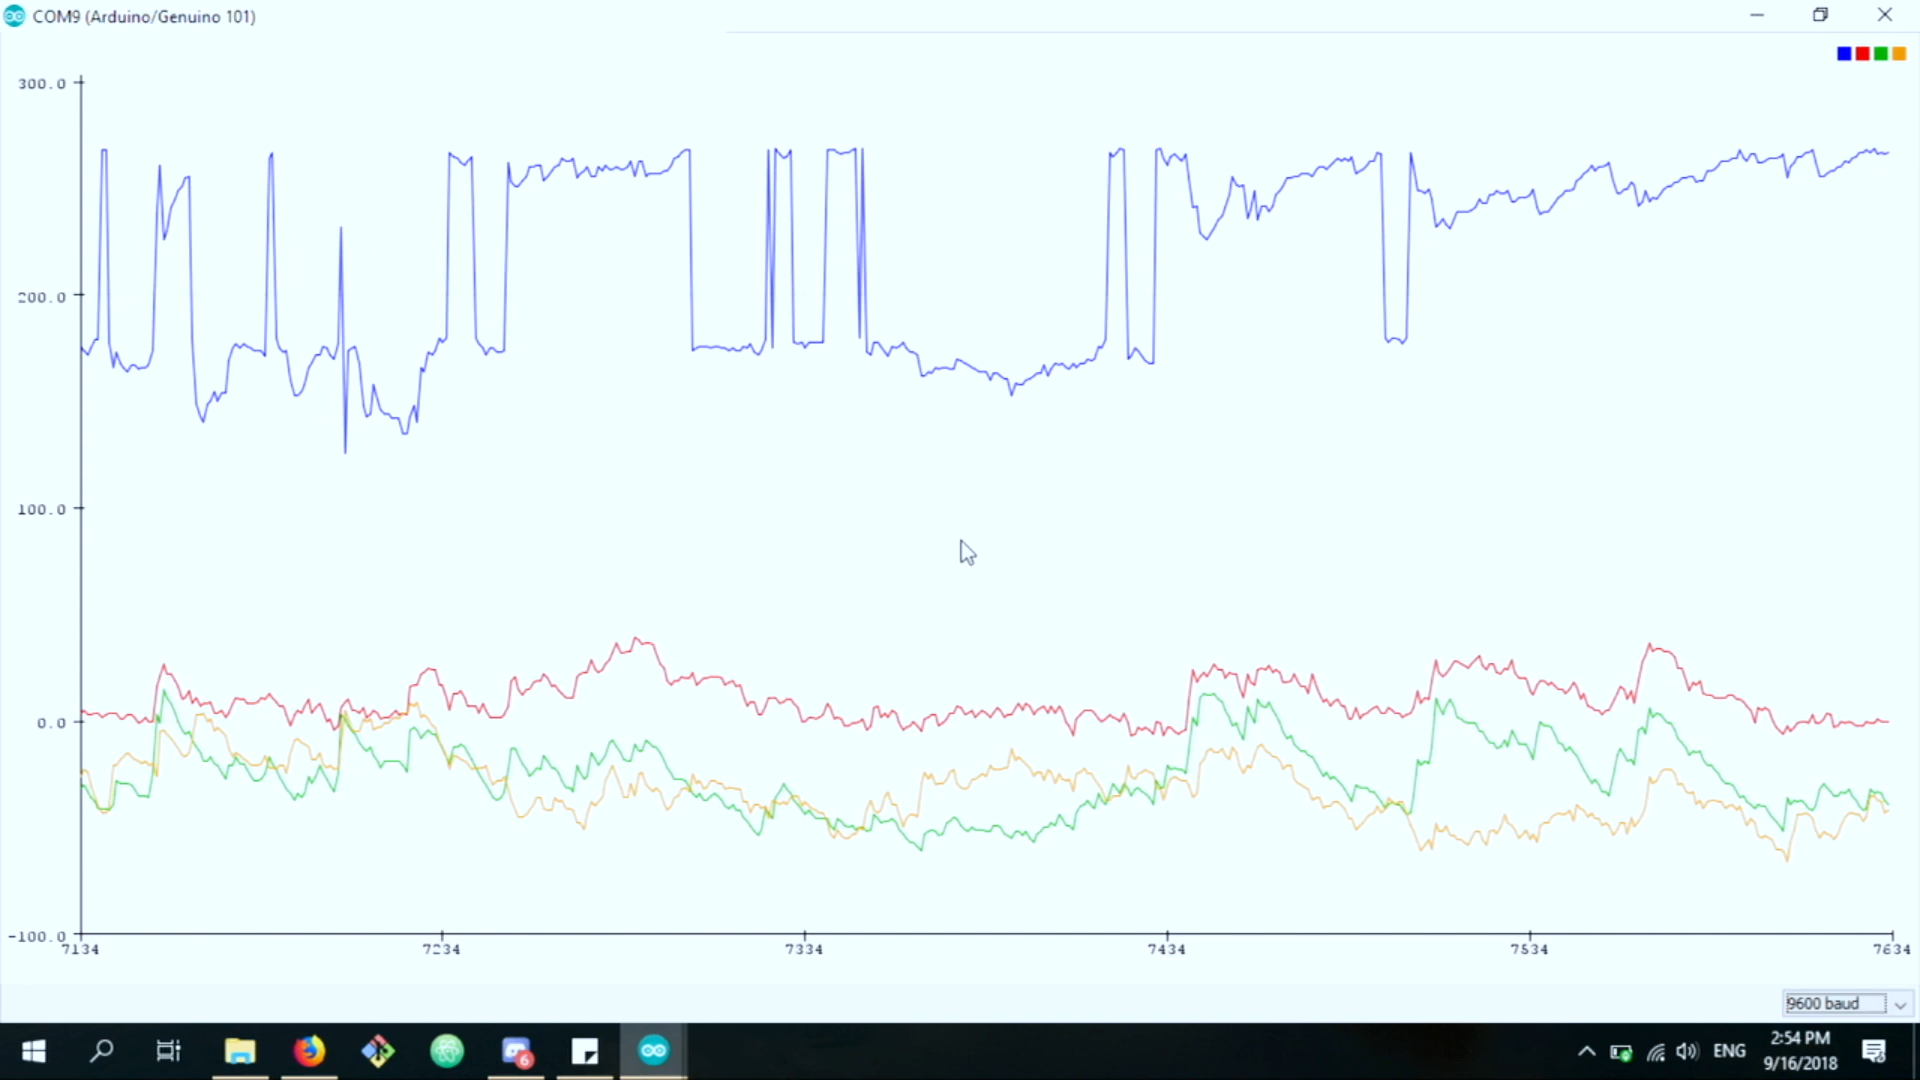 COM9 (Arduino/Genuino 101)
300.0
200.0
100.0
0.0
-100.0
7134 7234 7334 7434 7534 7634
9600 baud
6
ENG
2:54 PM
9/16/2018